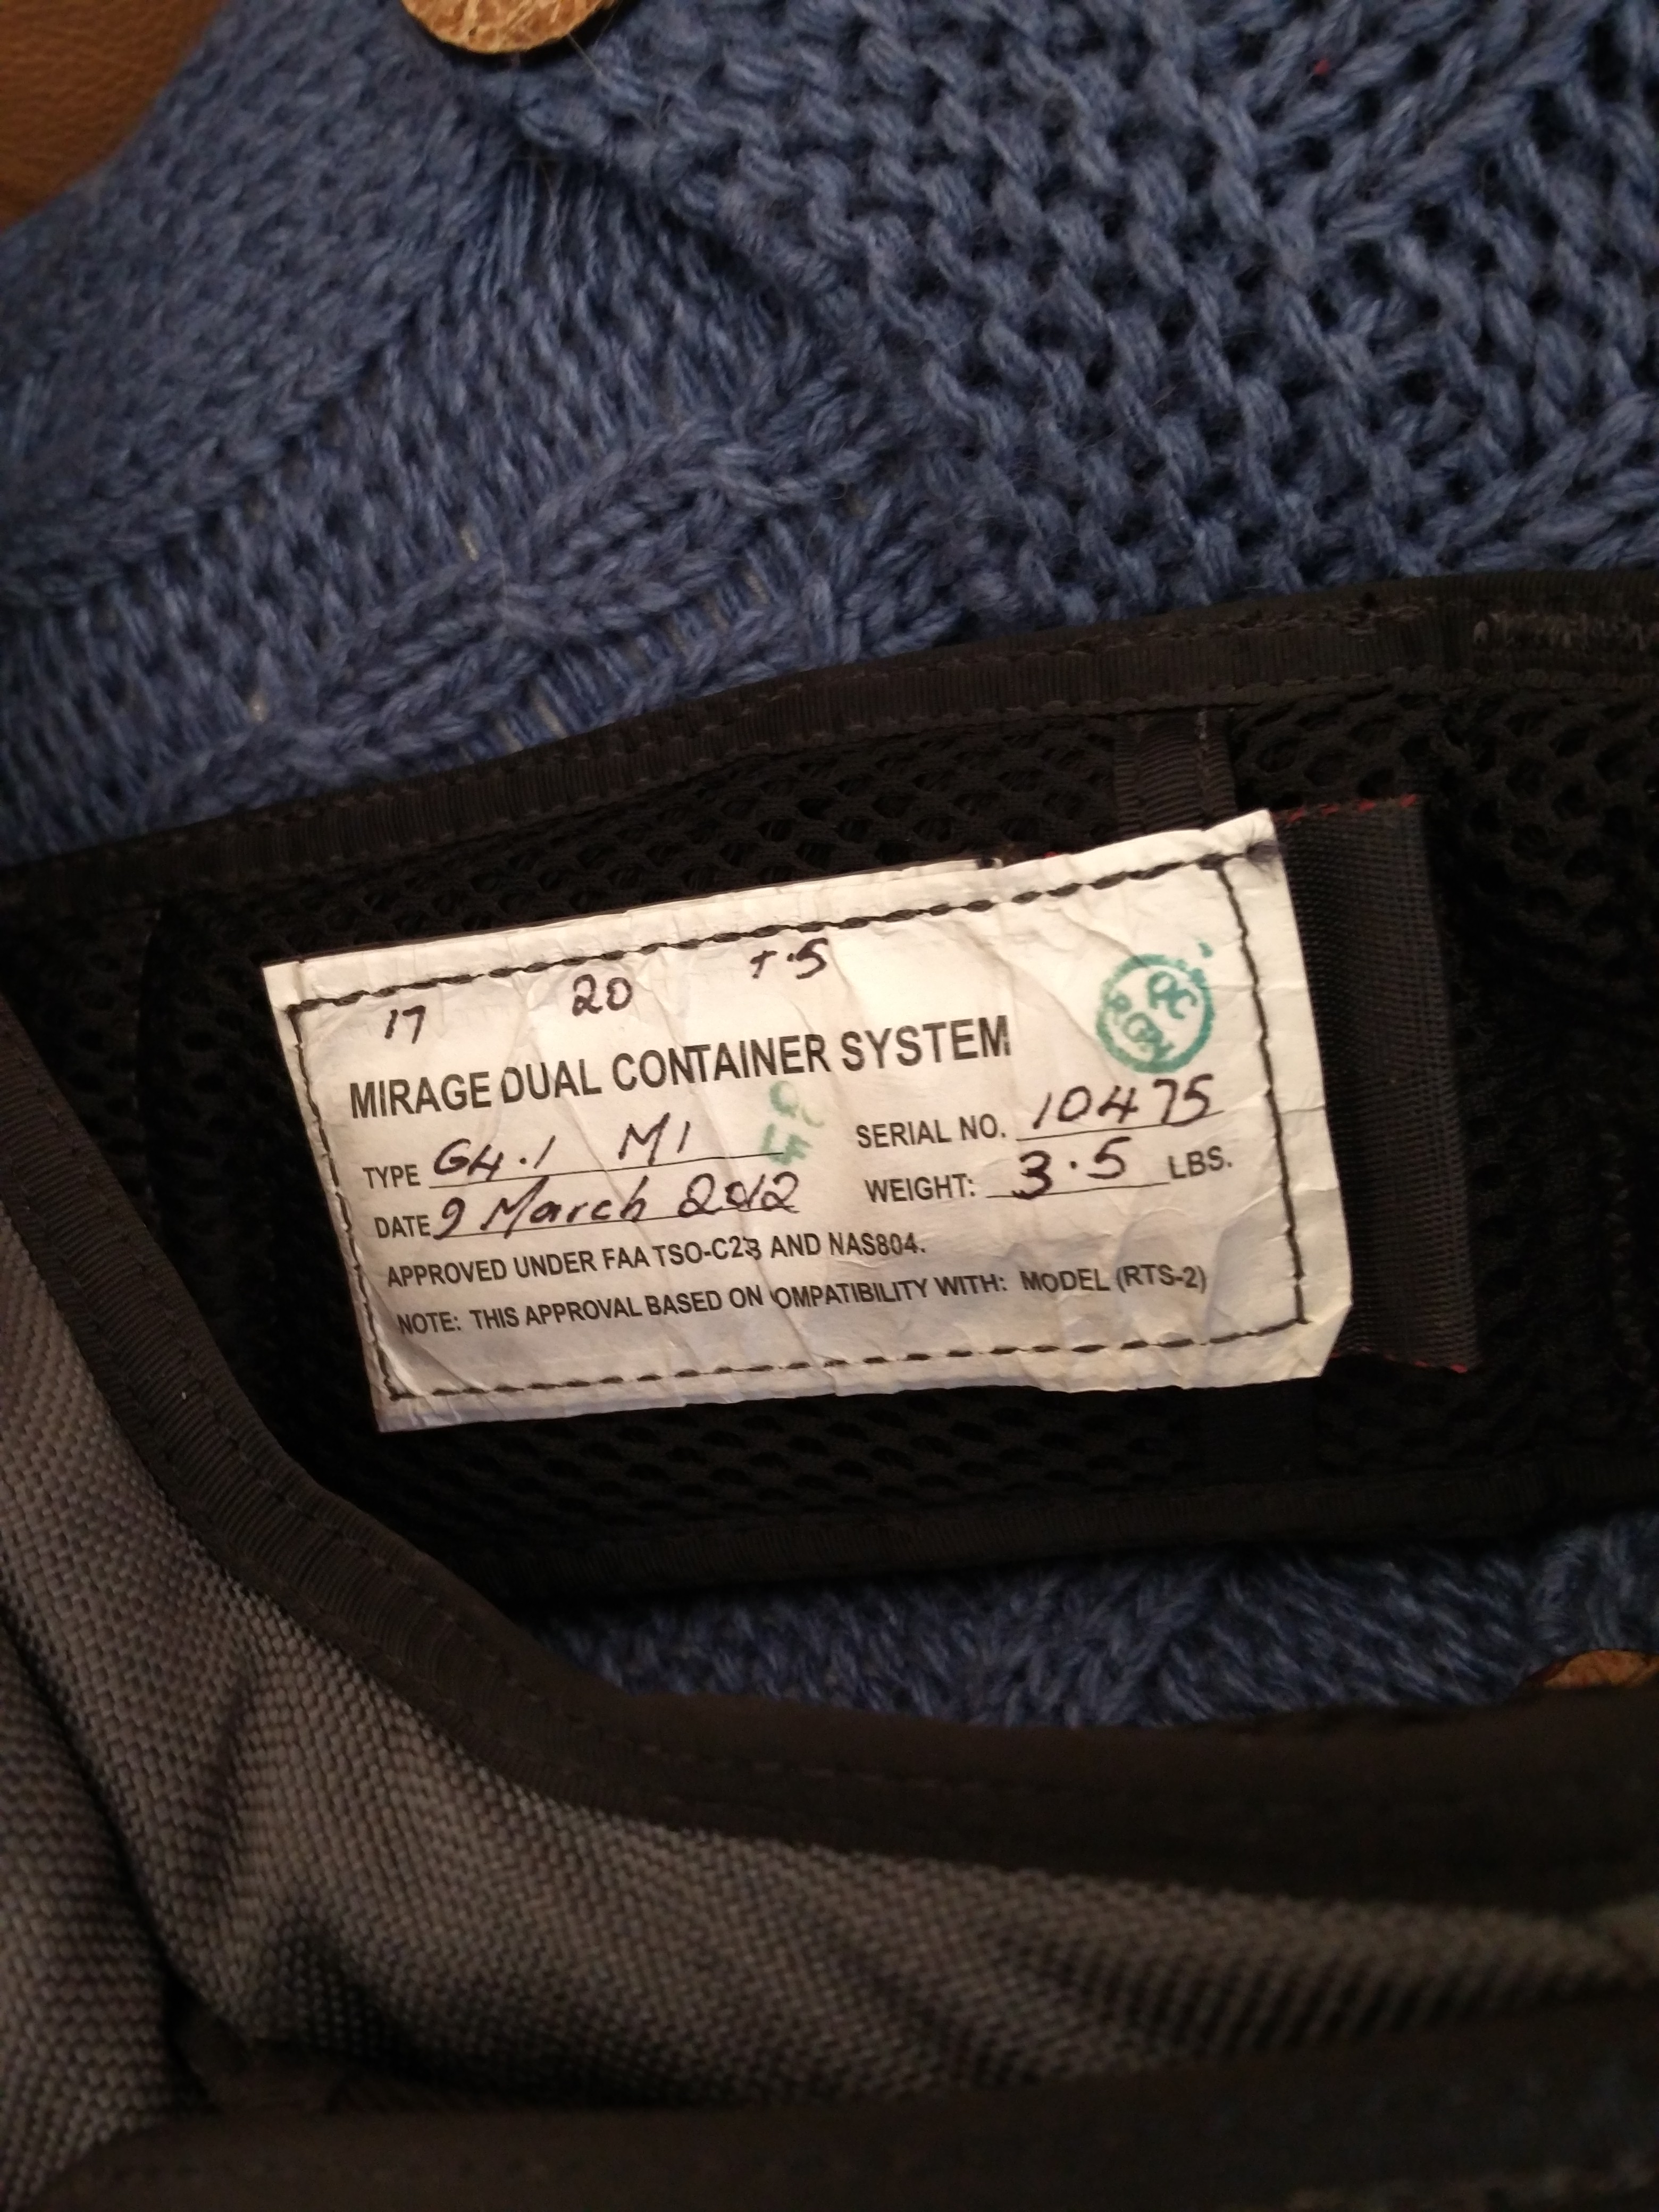 17 20 +.5
MIRAGE DUAL CONTAINER SYSTEM
TYPE G4.1 M1 SERIAL NO. 10475
DATE 9 March 2012 WEIGHT: 3.5 LBS.
APPROVED UNDER FAA TSO-C23 AND NAS804.
NOTE: THIS APPROVAL BASED ON OMPATIBILITY WITH: MODEL (RTS-2)
QC